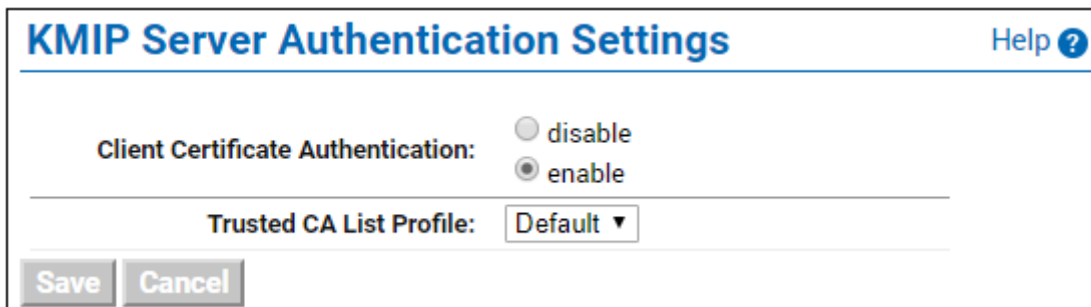 KMIP Server Authentication Settings Help ?
Client Certificate Authentication: disable
enable
Trusted CA List Profile: Default
Save Cancel